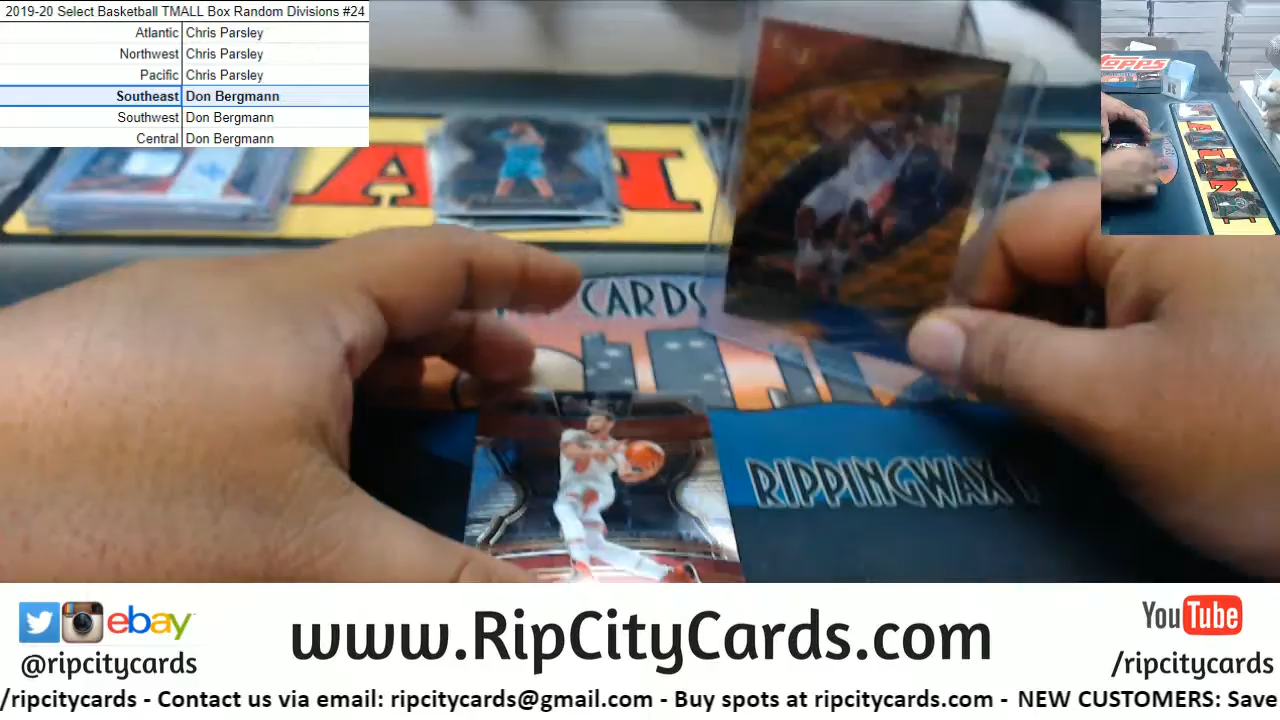 2019-20 Select Basketball TMALL Box Random Divisions #24
Atlantic Chris Parsley
Northwest Chris Parsley
Pacific Chris Parsley
Southeast Don Bergmann
Southwest Don Bergmann
Central Don Bergmann
topps
CARDS
RIPPINGWAX
ebay
@ripcitycards
www.RipCityCards.com
YouTube
/ripcitycards
/ripcitycards - Contact us via email: ripcitycards@gmail.com - Buy spots at ripcitycards.com - NEW CUSTOMERS: Save